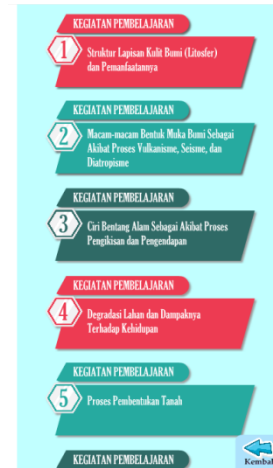 KEGIATAN PEMBELAJARAN
1
Struktur Lapisan Kulit Bumi (Litosfer)
dan Pemanfaatannya
KEGIATAN PEMBELAJARAN
2
Macam-macam Bentuk Muka Bumi Sebagai
Akibat Proses Vulkanisme, Seisme, dan
Diatropisme
KEGIATAN PEMBELAJARAN
3
Ciri Bentang Alam Sebagai Akibat Proses
Pengikisan dan Pengendapan
KEGIATAN PEMBELAJARAN
4
Degradasi Lahan dan Dampaknya
Terhadap Kehidupan
KEGIATAN PEMBELAJARAN
5
Proses Pembentukan Tanah
KEGIATAN PEMBELAJARAN
Kembal